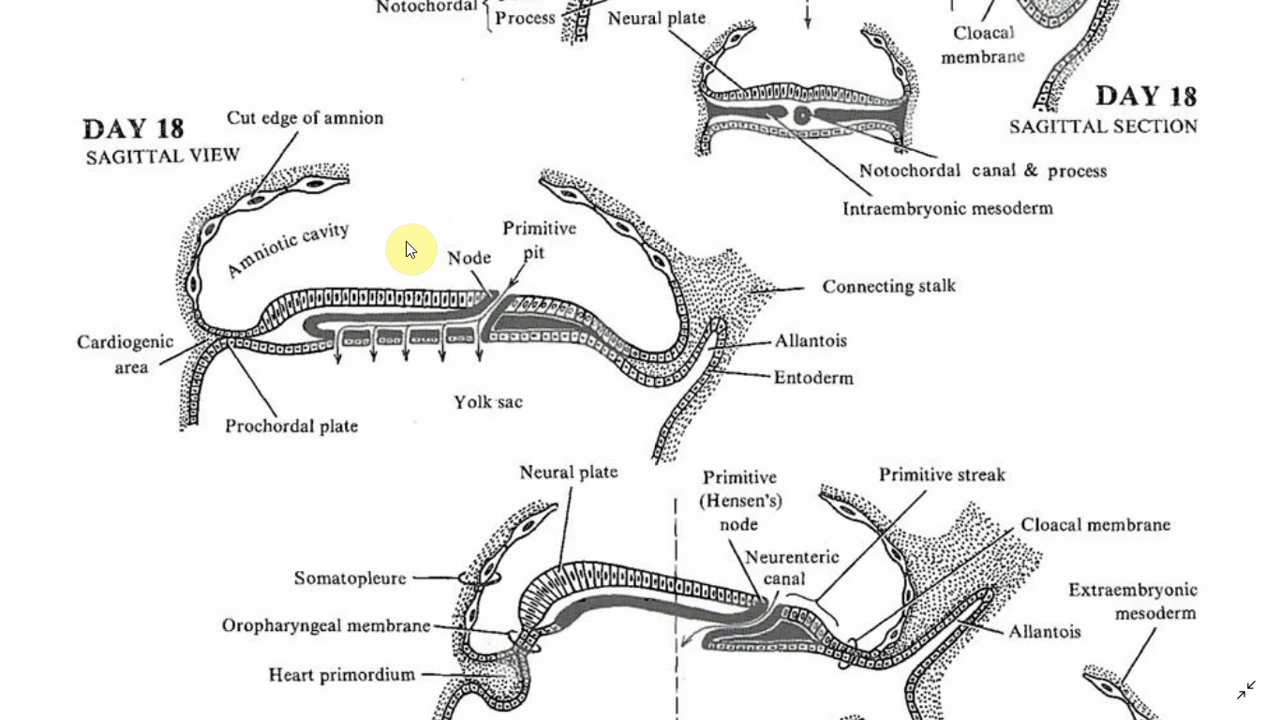 Notochordal
Process
Neural plate
Cloacal
membrane
DAY 18
SAGITTAL SECTION
Notochordal canal & process
Intraembryonic mesoderm
DAY 18
SAGITTAL VIEW
Cut edge of amnion
Amniotic cavity
Node
Primitive
pit
Connecting stalk
Cardiogenic
area
Allantois
Entoderm
Yolk sac
Prochordal plate
Neural plate
Primitive
(Hensen's)
node
Primitive streak
Cloacal membrane
Neurenteric
canal
Somatopleure
Extraembryonic
mesoderm
Oropharyngeal membrane
Allantois
Heart primordium